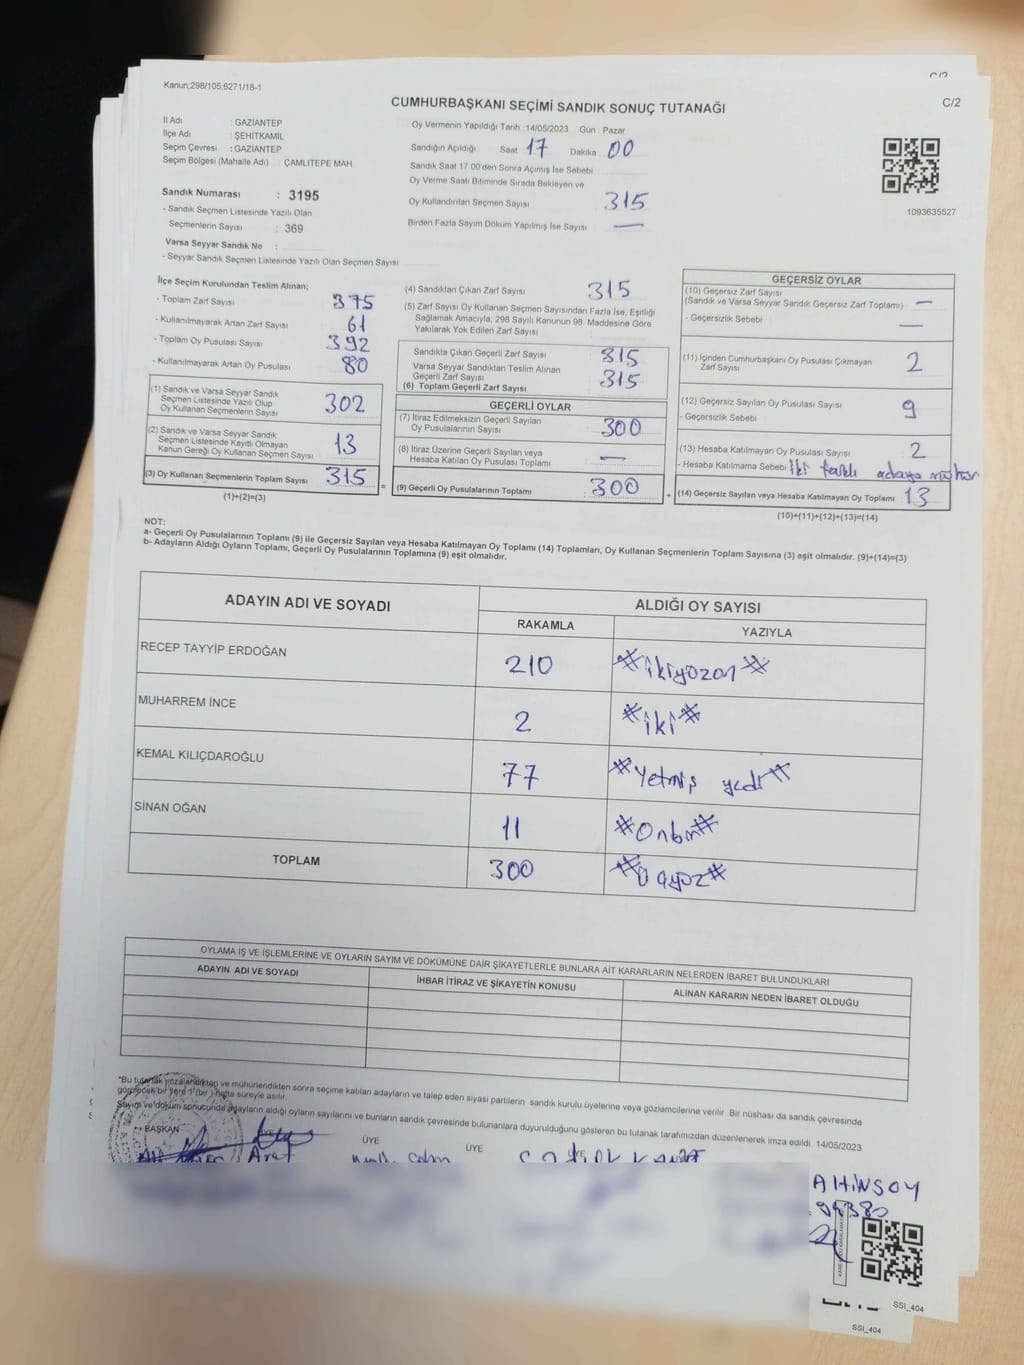 C/2
Kanun;298/105;6271/18-1
CUMHURBAŞKANI SEÇİMİ SANDIK SONUÇ TUTANAĞI
C/2
İl Adı : GAZİANTEP
İlçe Adı : ŞEHİTKAMİL
Seçim Çevresi : GAZİANTEP
Seçim Bölgesi (Mahalle Adı) : ÇAMLITEPE MAH
Sandık Numarası : 3195
- Sandık Seçmen Listesinde Yazılı Olan
Seçmenlerin Sayısı : 369
Varsa Seyyar Sandık No :
- Seyyar Sandık Seçmen Listesinde Yazılı Olan Seçmen Sayısı
Oy Vermenin Yapıldığı Tarih 14/05/2023 Gün : Pazar
Sandığın Açıldığı Saat 17 Dakika 00
Sandık Saat 17.00'den Sonra Açımış İse Sebebi
Oy Verme Saati Bitiminde Sırada Bekleyen ve
Oy Kullandırılan Seçmen Sayısı 315
Birden Fazla Sayım Döküm Yapılmış İse Sayısı —
1093635527
İlçe Seçim Kurulundan Teslim Alınan:
- Toplam Zarf Sayısı 375
- Kullanılmayarak Artan Zarf Sayısı 61
- Toplam Oy Pusulası Sayısı 392
- Kullanılmayarak Artan Oy Pusulası 80
(1) Sandık ve Varsa Seyyar Sandık
Seçmen Listesinde Yazılı Olup
Oy Kullanan Seçmenlerin Sayısı 302
(2) Sandık ve Varsa Seyyar Sandık
Seçmen Listesinde Kayıtlı Olmayan
Kanun Gereği Oy Kullanan Seçmen Sayısı 13
(3) Oy Kullanan Seçmenlerin Toplam Sayısı 315
(1)+(2)=(3)
=
(4) Sandıktan Çıkan Zarf Sayısı 315
(5) Zarf Sayısı Oy Kullanan Seçmen Sayısından Fazla İse, Eşitliği
Sağlamak Amacıyla, 298 Sayılı Kanunun 98. Maddesine Göre
Yakılarak Yok Edilen Zarf Sayısı
Sandıkta Çıkan Geçerli Zarf Sayısı 315
Varsa Seyyar Sandıktan Teslim Alınan
Geçerli Zarf Sayısı 315
(6) Toplam Geçerli Zarf Sayısı
GEÇERLİ OYLAR
(7) İtiraz Edilmeksizin Geçerli Sayılan
Oy Pusulalarının Sayısı 300
(8) İtiraz Üzerine Geçerli Sayılan veya
Hesaba Katılan Oy Pusulası Toplamı —
(9) Geçerli Oy Pusulalarının Toplamı 300
+
GEÇERSİZ OYLAR
(10) Geçersiz Zarf Sayısı
(Sandık ve Varsa Seyyar Sandık Geçersiz Zarf Toplamı) : —
- Geçersizlik Sebebi : —
(11) İçinden Cumhurbaşkanı Oy Pusulası Çıkmayan
Zarf Sayısı 2
(12) Geçersiz Sayılan Oy Pusulası Sayısı 9
- Geçersizlik Sebebi :
(13) Hesaba Katılmayan Oy Pusulası Sayısı 2
- Hesaba Katılmama Sebebi iki farklı adaya
(14) Geçersiz Sayılan veya Hesaba Katılmayan Oy Toplamı 13
(10)+(11)+(12)+(13)=(14)
NOT:
a- Geçerli Oy Pusulalarının Toplamı (9) ile Geçersiz Sayılan veya Hesaba Katılmayan Oy Toplamı (14) Toplamları, Oy Kullanan Seçmenlerin Toplam Sayısına (3) eşit olmalıdır. (9)+(14)=(3)
b- Adayların Aldığı Oyların Toplamı, Geçerli Oy Pusulalarının Toplamına (9) eşit olmalıdır.
ADAYIN ADI VE SOYADI ALDIĞI OY SAYISI
RAKAMLA YAZIYLA
RECEP TAYYİP ERDOĞAN 210 #ikiyüzon#
MUHARREM İNCE 2 #iki#
KEMAL KILIÇDAROĞLU 77 #Yetmiş yedi#
SİNAN OĞAN 11 #Onbir#
TOPLAM 300 #Üçyüz#
OYLAMA İŞ VE İŞLEMLERİNE VE OYLARIN SAYIM VE DÖKÜMÜNE DAİR ŞİKAYETLERLE BUNLARA AİT KARARLARIN NELERDEN İBARET BULUNDUKLARI
ADAYIN ADI VE SOYADI İHBAR İTİRAZ VE ŞİKAYETİN KONUSU ALINAN KARARIN NEDEN İBARET OLDUĞU
*Bu tutanak imzalandıktan ve mühürlendikten sonra seçime katılan adayların ve talep eden siyasi partilerin sandık kurulu üyelerine veya gözlemcilerine verilir. Bir nüshası da sandık çevresinde
görülecek bir yere 1 (bir) hafta süreyle asılır.
Sayım ve döküm sonucunda adayların aldığı oyların sayılarını ve bunların sandık çevresinde bulunanlara duyurulduğunu gösteren bu tutanak tarafımızdan düzenlenerek imza edildi. 14/05/2023
BAŞKAN ÜYE ÜYE
SSI_404
SSI_404